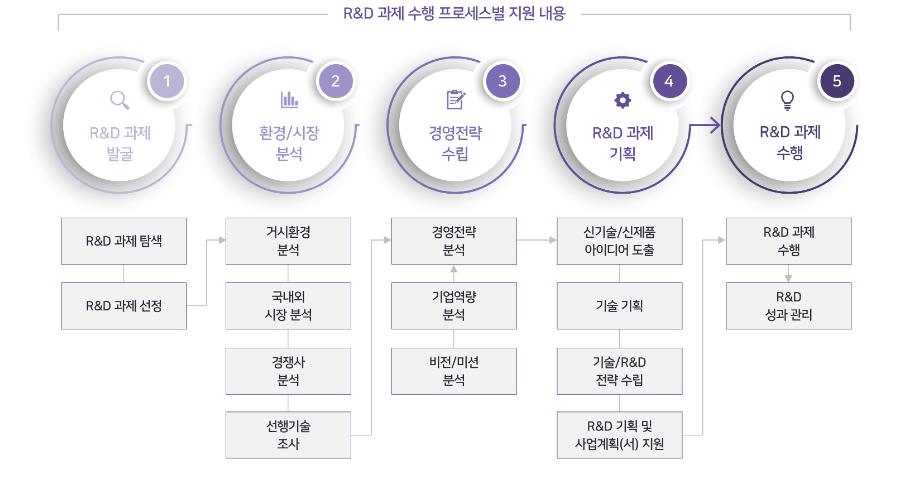 R&D 과제 수행 프로세스별 지원 내용
1
R&D 과제
발굴
2
환경/시장
분석
3
경영전략
수립
4
R&D 과제
기획
5
R&D 과제
수행
R&D 과제 탐색
R&D 과제 선정
거시환경
분석
국내외
시장 분석
경쟁사
분석
선행기술
조사
경영전략
분석
기업역량
분석
비전/미션
분석
신기술/신제품
아이디어 도출
기술 기획
기술/R&D
전략 수립
R&D 기획 및
사업계획(서) 지원
R&D 과제
수행
R&D
성과 관리